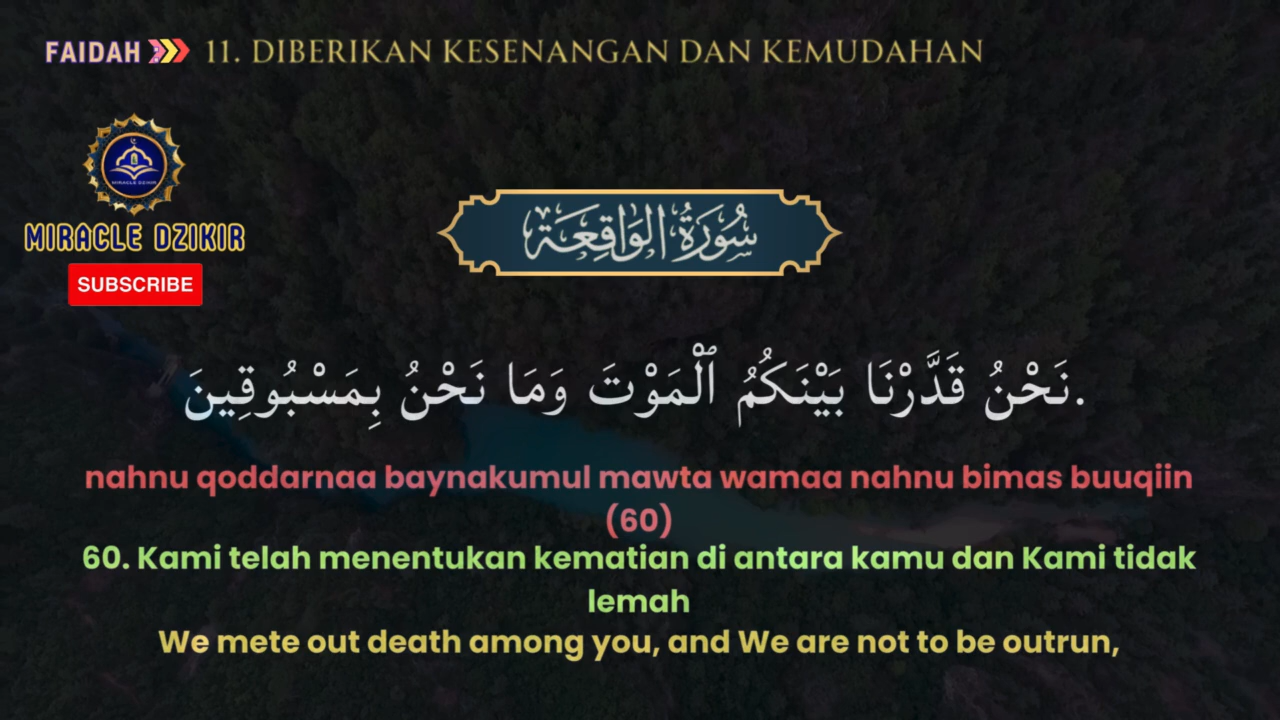 FAIDAH 11. DIBERIKAN KESENANGAN DAN KEMUDAHAN
MIRACLE DZIKIR
MIRACLE DZIKIR
SUBSCRIBE
سُورَةُ الوَاقِعَة
نَحْنُ قَدَّرْنَا بَيْنَكُمُ ٱلْمَوْتَ وَمَا نَحْنُ بِمَسْبُوقِينَ.
nahnu qoddarnaa baynakumul mawta wamaa nahnu bimas buuqiin
(60)
60. Kami telah menentukan kematian di antara kamu dan Kami tidak
lemah
We mete out death among you, and We are not to be outrun,